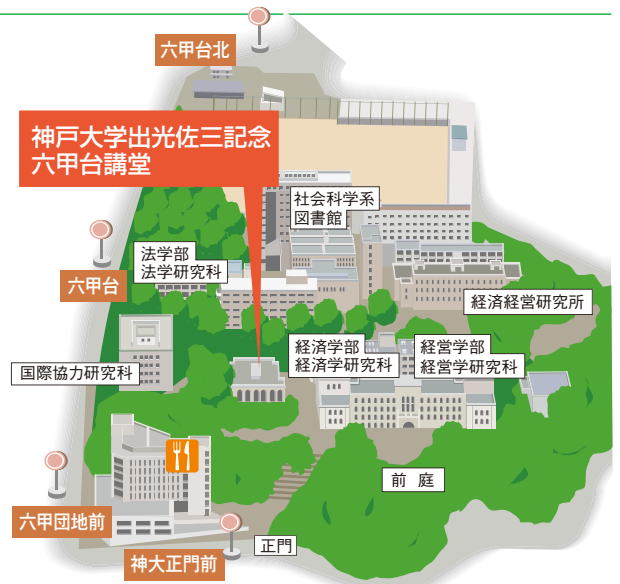 六甲台北
神戸大学出光佐三記念
六甲台講堂
社会科学系
図書館
法学部
法学研究科
六甲台
経済経営研究所
経済学部
経済学研究科
経営学部
経営学研究科
国際協力研究科
前 庭
六甲団地前
正門
神大正門前